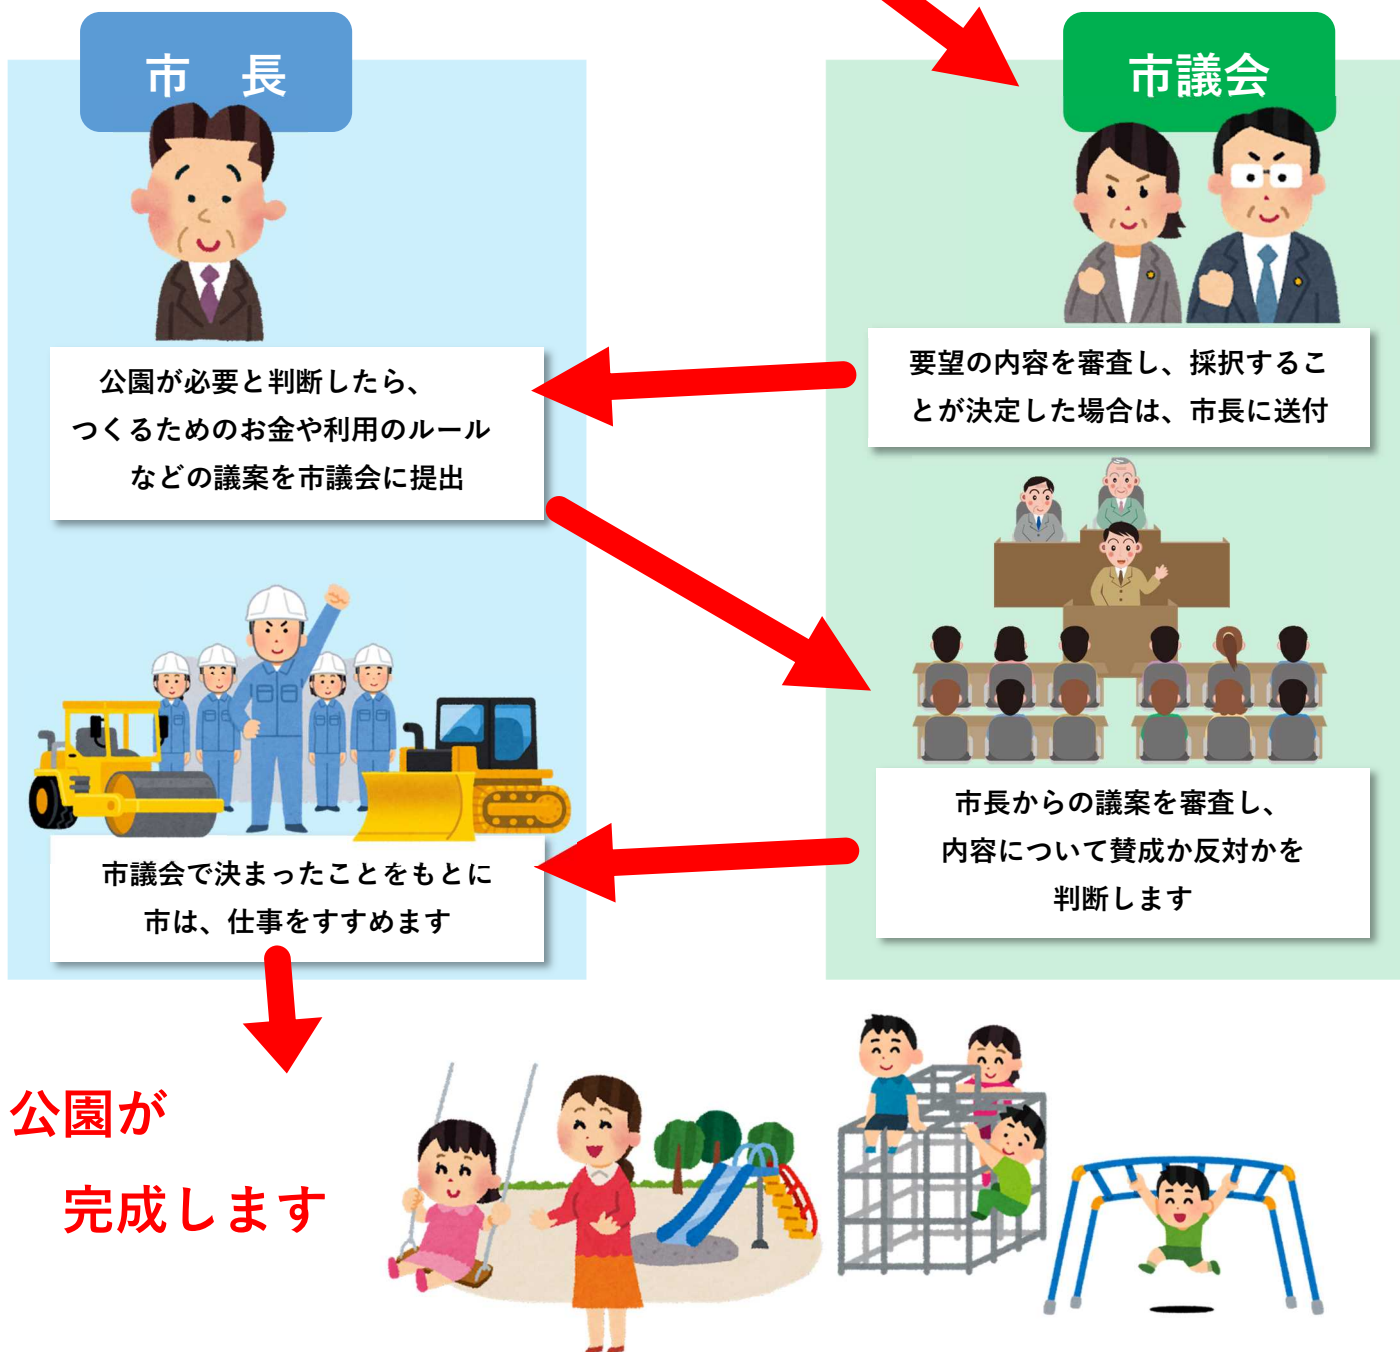 市　長
市議会
要望の内容を審査し、採択するこ
とが決定した場合は、市長に送付
公園が必要と判断したら、
つくるためのお金や利用のルール
などの議案を市議会に提出
市長からの議案を審査し、
内容について賛成か反対かを
判断します
市議会で決まったことをもとに
市は、仕事をすすめます
公園が
完成します